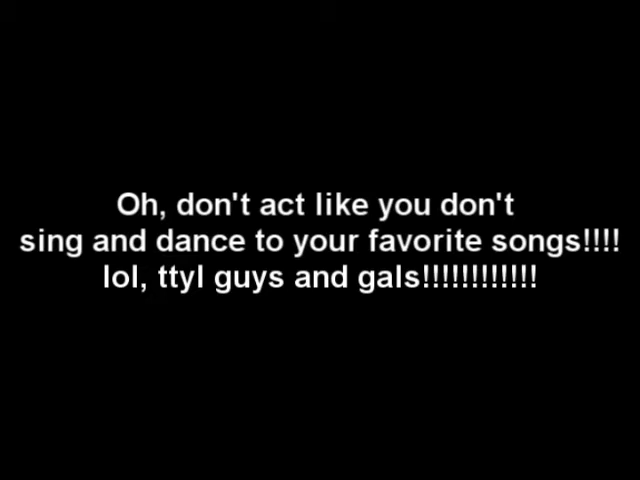 Oh, don't act like you don't
sing and dance to your favorite songs!!!!
lol, ttyl guys and gals!!!!!!!!!!!!